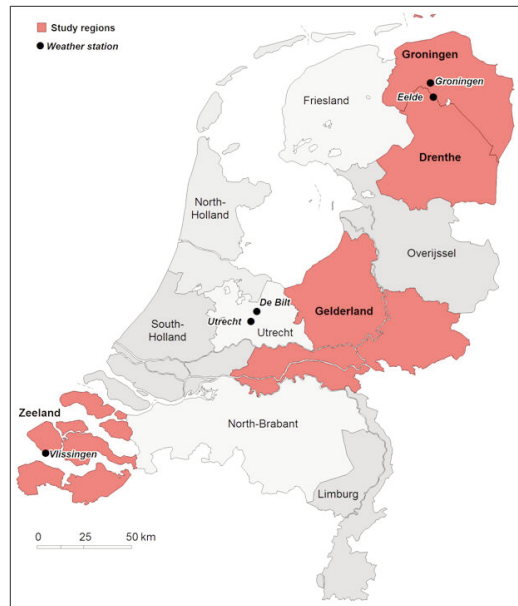 Study regions
Weather station
Groningen
Groningen
Eelde
Friesland
Drenthe
North-
Holland
Overijssel
De Bilt
Gelderland
Utrecht
South-
Holland
Utrecht
Zeeland
North-Brabant
Vlissingen
Limburg
0 25 50 km